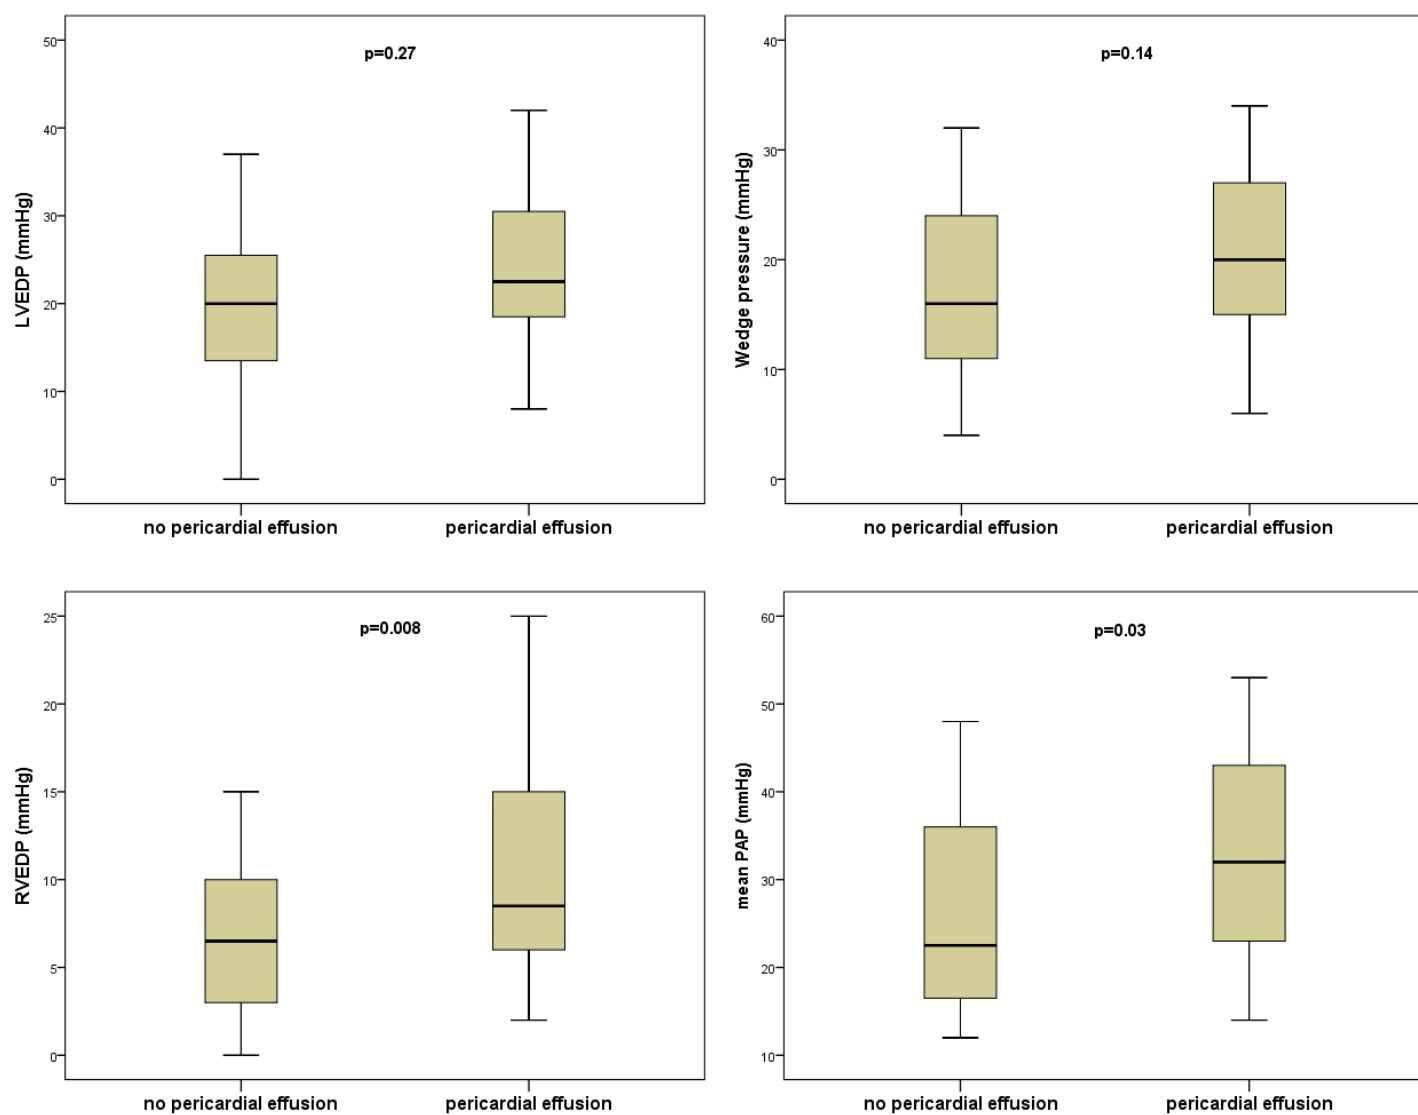 p=0.27
LVEDP (mmHg)
50
40
30
20
10
0
no pericardial effusion
pericardial effusion
p=0.14
Wedge pressure (mmHg)
40
30
20
10
0
no pericardial effusion
pericardial effusion
p=0.008
RVEDP (mmHg)
25
20
15
10
5
0
no pericardial effusion
pericardial effusion
p=0.03
mean PAP (mmHg)
60
50
40
30
20
10
no pericardial effusion
pericardial effusion